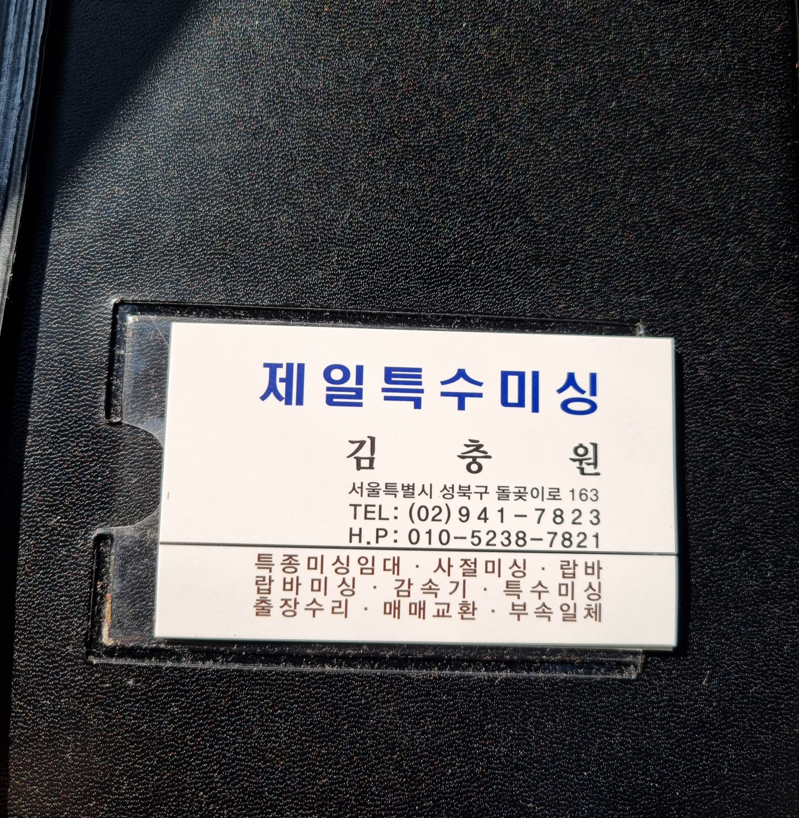 제일특수미싱
김 충 원
서울특별시 성북구 돌곶이로 163
TEL: (02)941-7823
H.P: 010-5238-7821
특종미싱임대 · 사절미싱 · 랍바
랍바미싱 · 감속기 · 특수미싱
출장수리 · 매매교환 · 부속일체